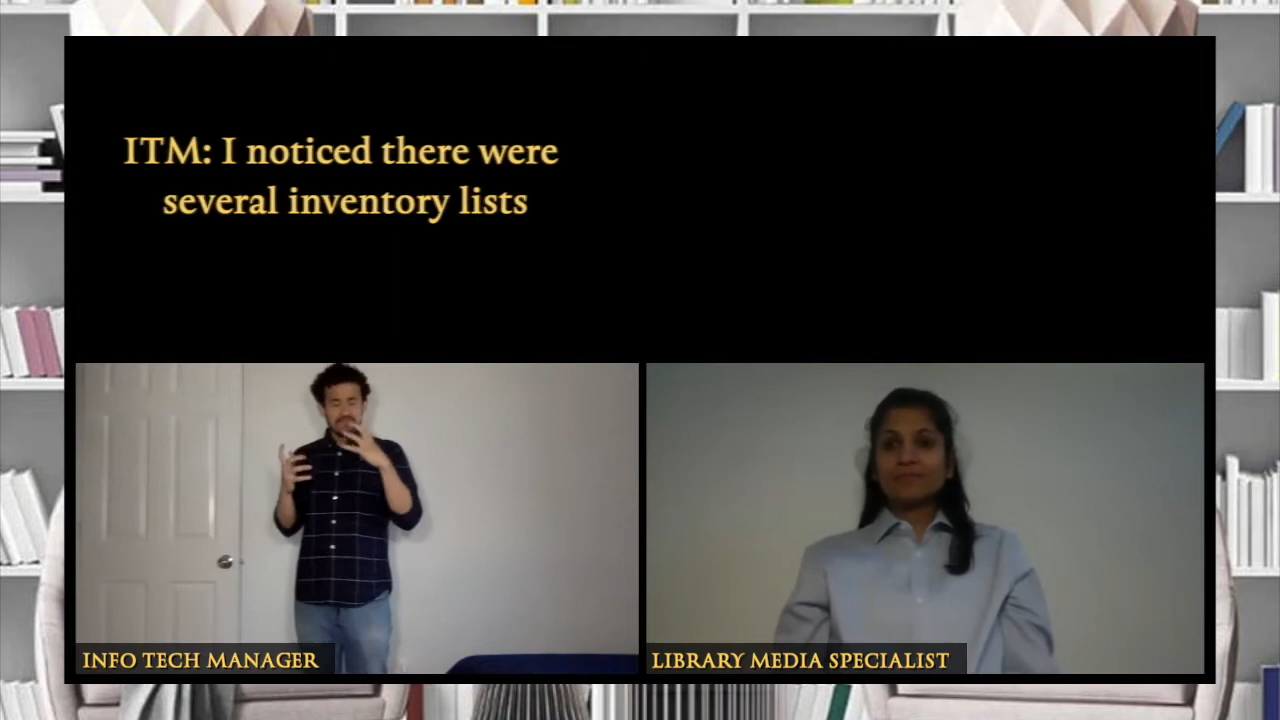 ITM: I noticed there were
several inventory lists
INFO TECH MANAGER
LIBRARY MEDIA SPECIALIST